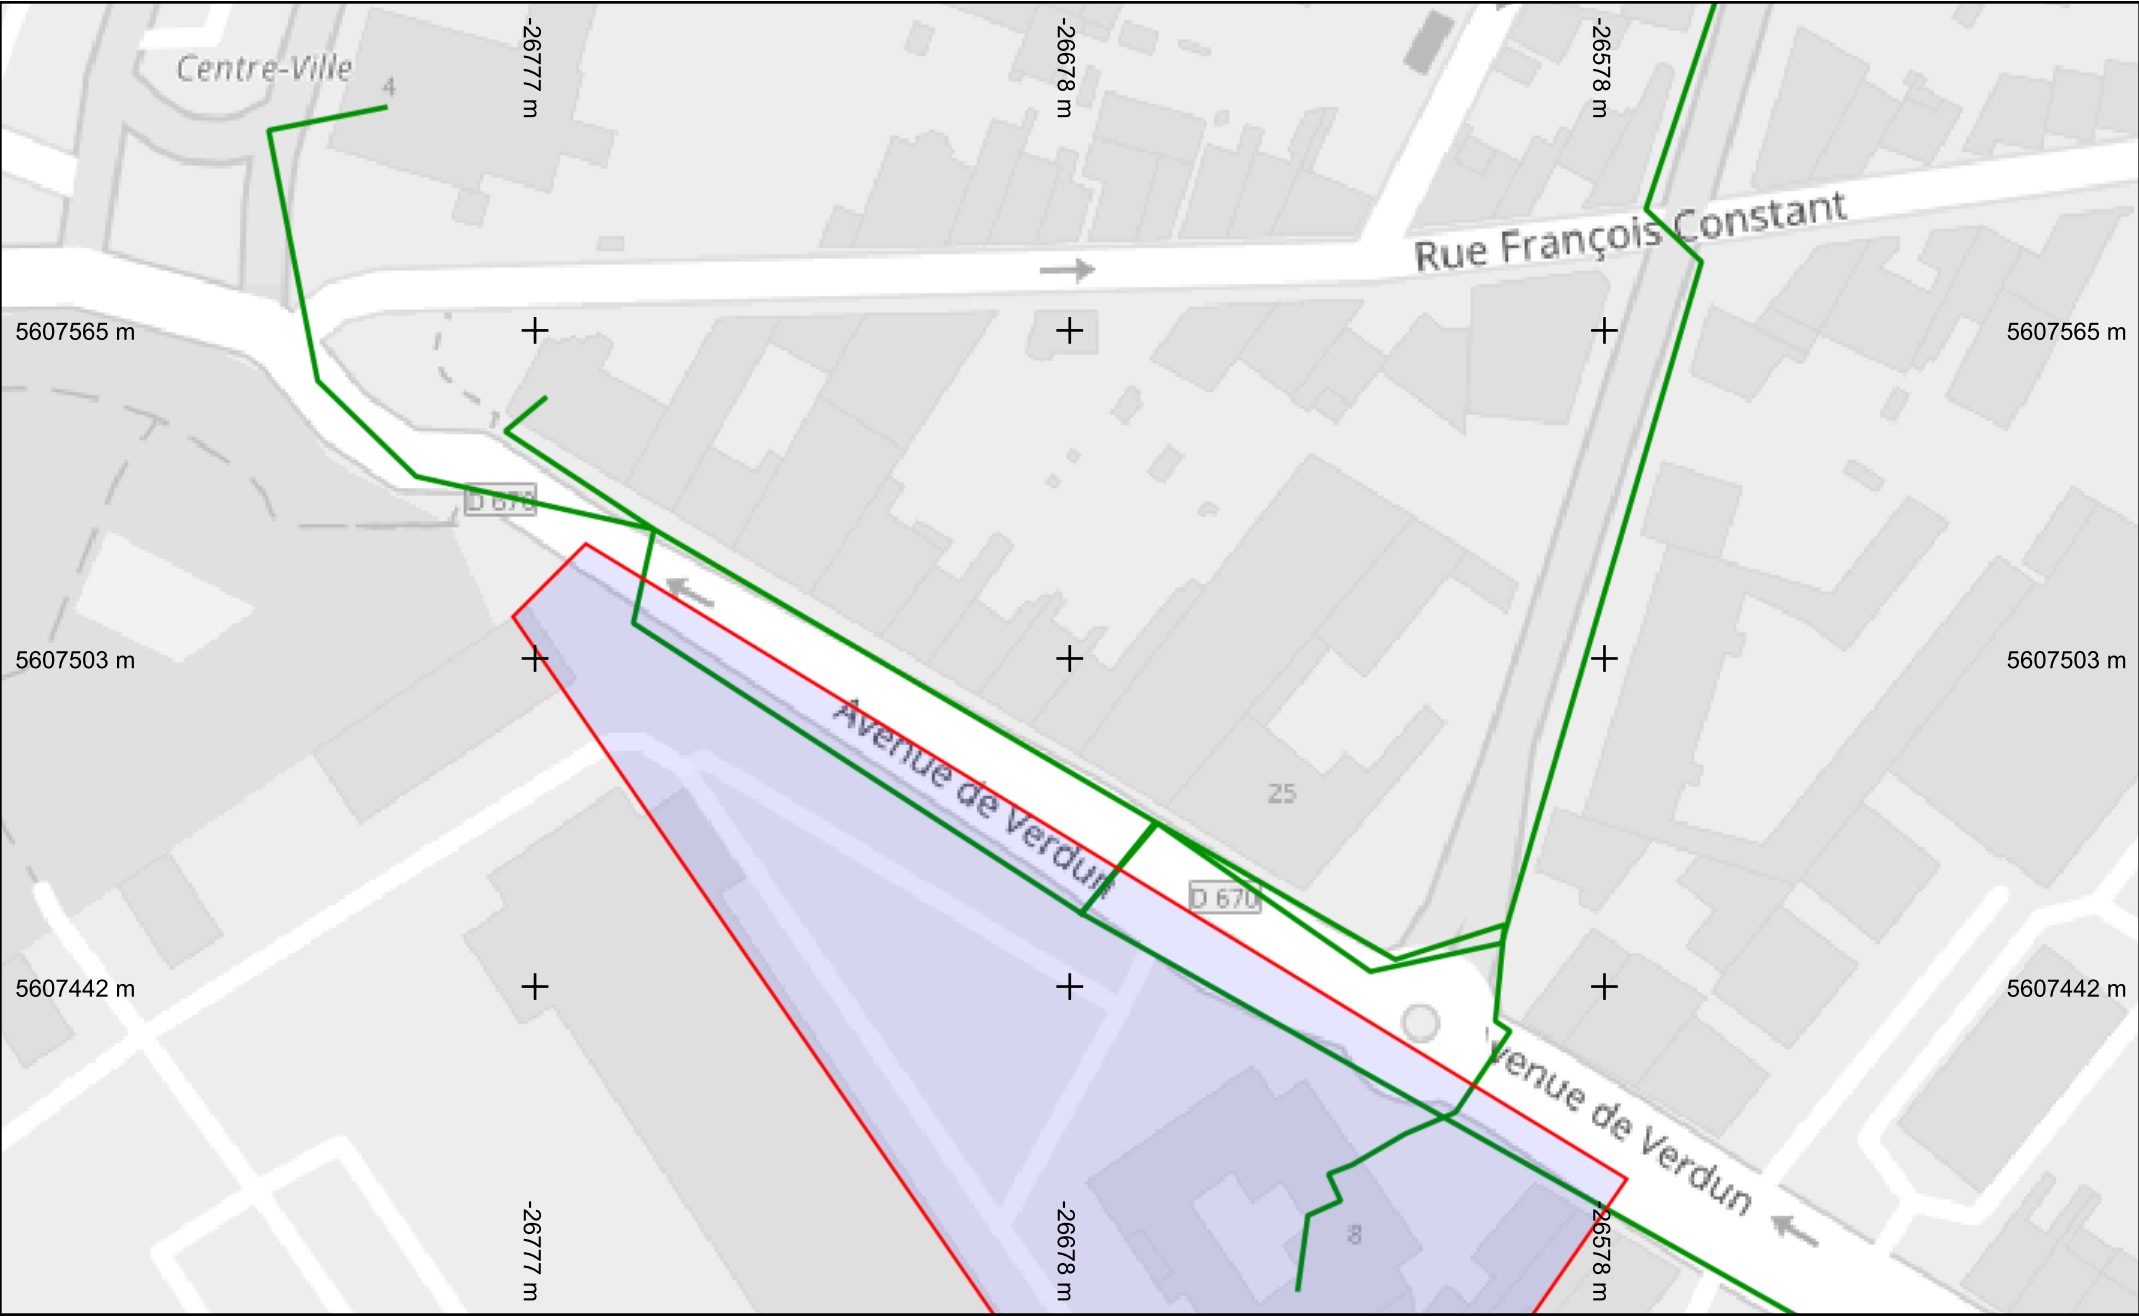 -26777 m
-26678 m
-26578 m
Centre-Ville
4
Rue François Constant
5607565 m
5607565 m
D 670
5607503 m
5607503 m
Avenue de Verdun
25
D 670
5607442 m
5607442 m
venue de Verdun
8
-26777 m
-26678 m
-26578 m